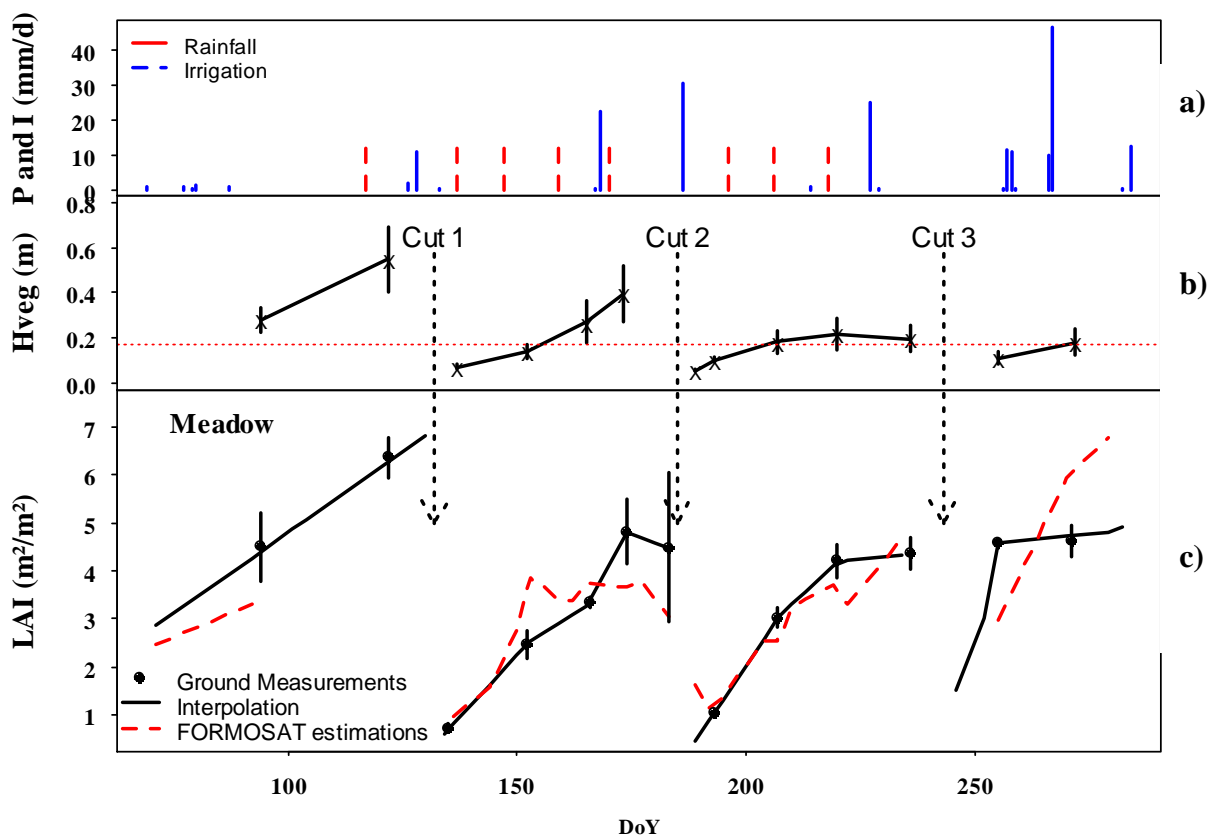 P and I (mm/d)
40
30
20
10
0
Rainfall
Irrigation
a)
Hveg (m)
0.8
0.6
0.4
0.2
0.0
Cut 1
Cut 2
Cut 3
b)
LAI (m²/m²)
Meadow
7
6
5
4
3
2
1
Ground Measurements
Interpolation
FORMOSAT estimations
c)
100
150
200
250
DoY